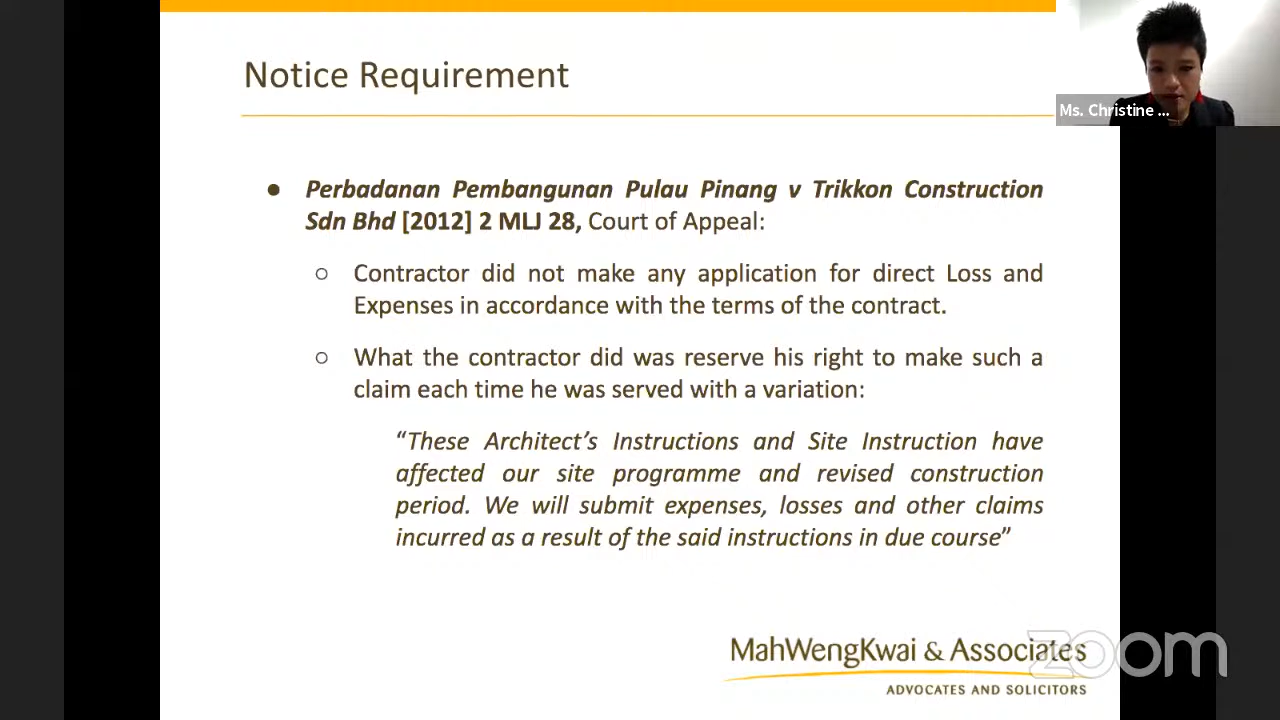 Notice Requirement
Ms. Christine ...
● Perbadanan Pembangunan Pulau Pinang v Trikkon Construction
Sdn Bhd [2012] 2 MLJ 28, Court of Appeal:
○ Contractor did not make any application for direct Loss and
Expenses in accordance with the terms of the contract.
○ What the contractor did was reserve his right to make such a
claim each time he was served with a variation:
“These Architect’s Instructions and Site Instruction have
affected our site programme and revised construction
period. We will submit expenses, losses and other claims
incurred as a result of the said instructions in due course”
MahWengKwai & Associates
ADVOCATES AND SOLICITORS
zoom